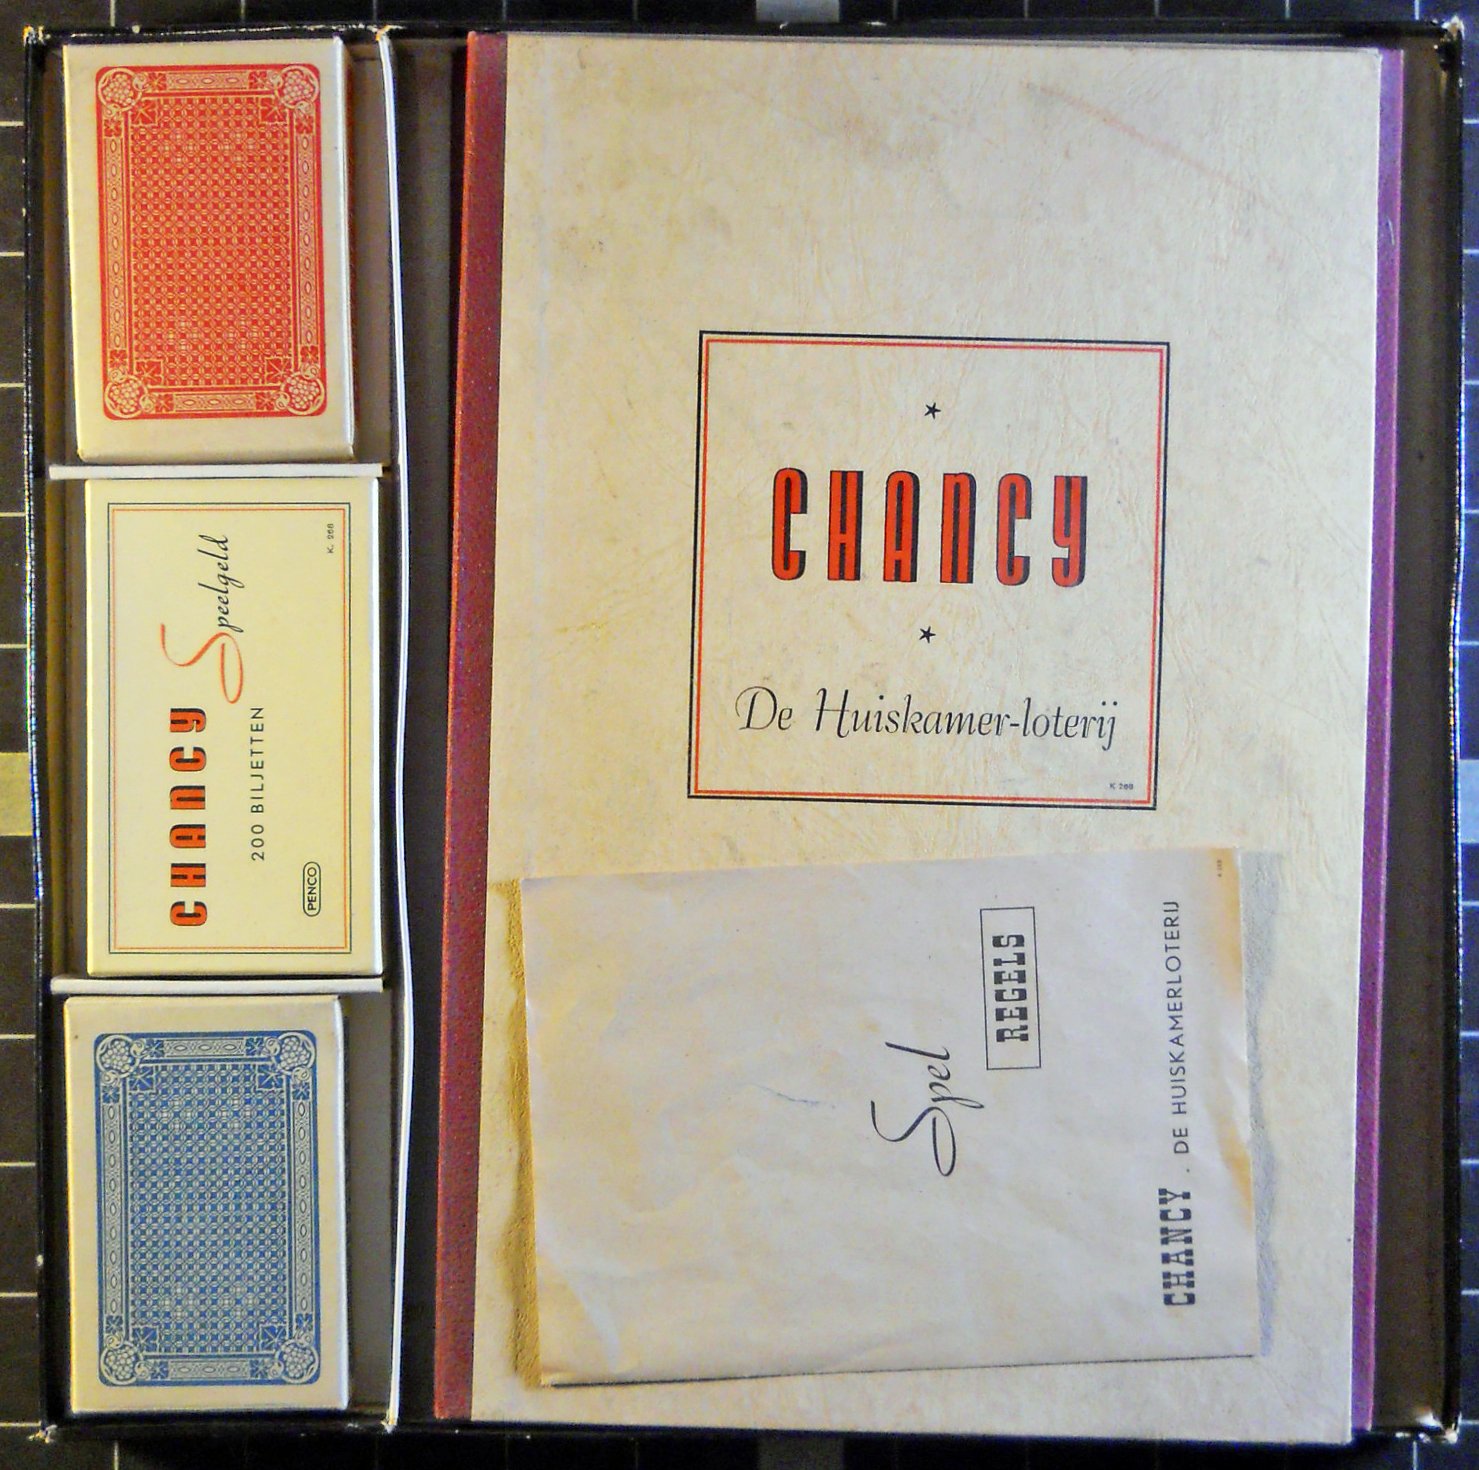 CHANCY
Speelgeld
200 BILJETTEN
PENCO
K. 268
CHANCY
De Huiskamer-loterij
K 268
Spel
REGELS
CHANCY . DE HUISKAMERLOTERIJ